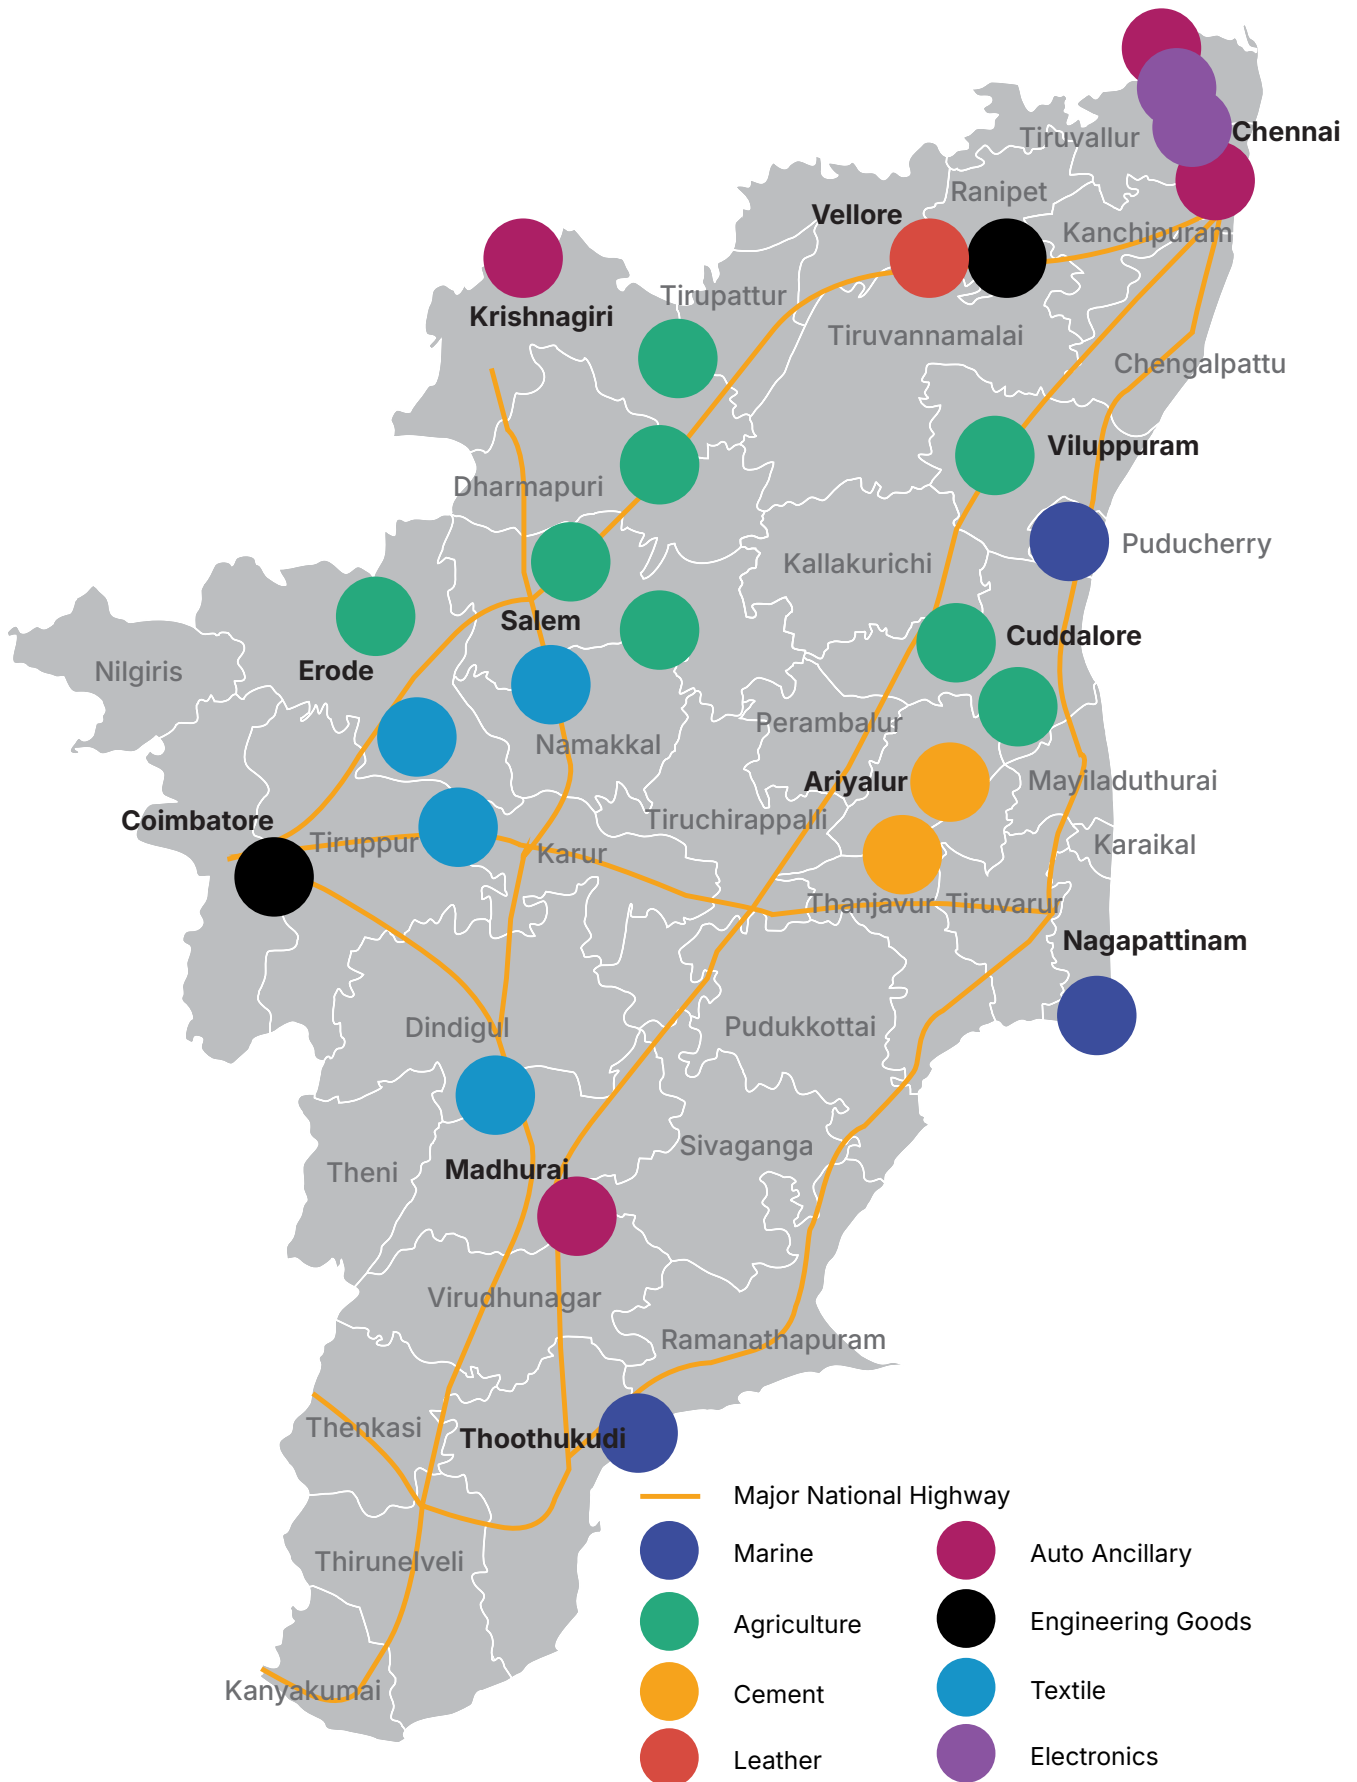 Chennai
Tiruvallur
Ranipet
Vellore
Kanchipuram
Tirupattur
Krishnagiri
Tiruvannamalai
Chengalpattu
Viluppuram
Dharmapuri
Puducherry
Kallakurichi
Salem
Cuddalore
Nilgiris
Erode
Perambalur
Namakkal
Ariyalur
Mayiladuthurai
Coimbatore
Tiruchirappalli
Tiruppur
Karur
Karaikal
Thanjavur
Tiruvarur
Nagapattinam
Dindigul
Pudukkottai
Sivaganga
Theni
Madhurai
Virudhunagar
Ramanathapuram
Thenkasi
Thoothukudi
Thirunelveli
Kanyakumai
Major National Highway
Marine
Auto Ancillary
Agriculture
Engineering Goods
Cement
Textile
Leather
Electronics